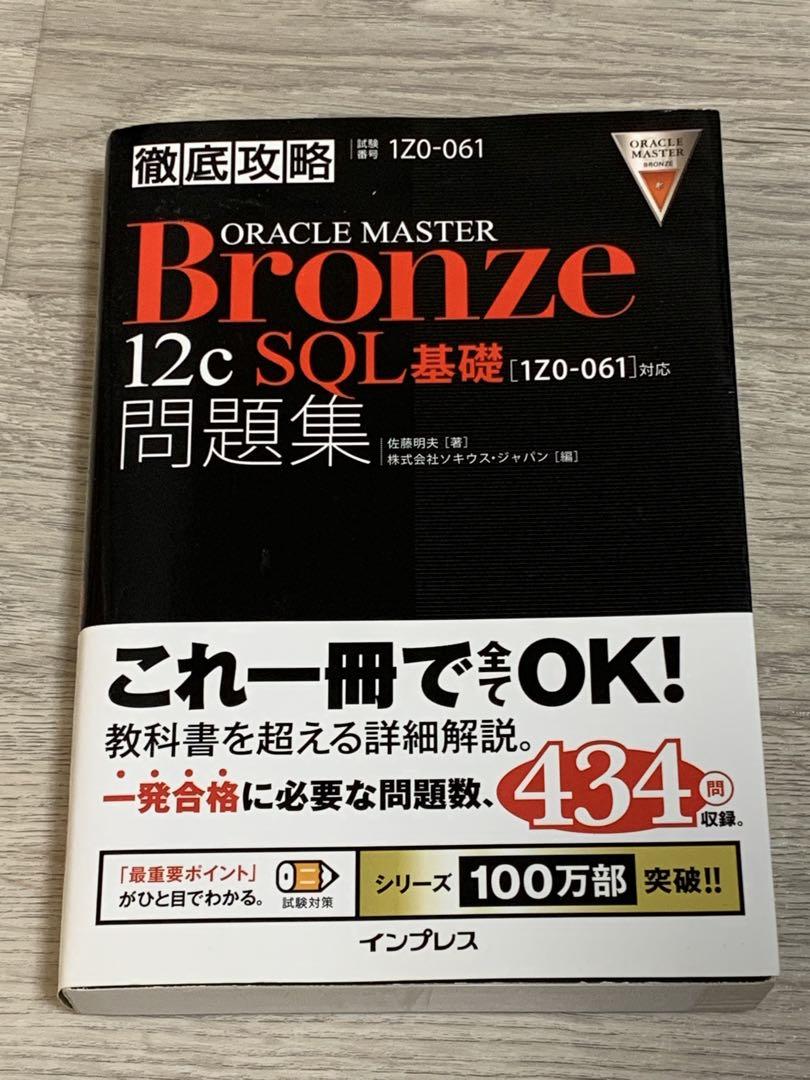 徹底攻略
試験番号 1Z0-061
ORACLE MASTER BRONZE
ORACLE MASTER
Bronze
12c SQL基礎[1Z0-061]対応
問題集
佐藤明夫[著]
株式会社ソキウス・ジャパン[編]
これ一冊で全てOK!
教科書を超える詳細解説。
一発合格に必要な問題数、434問収録。
「最重要ポイント」
がひと目でわかる。
試験対策
シリーズ 100万部 突破!!
インプレス